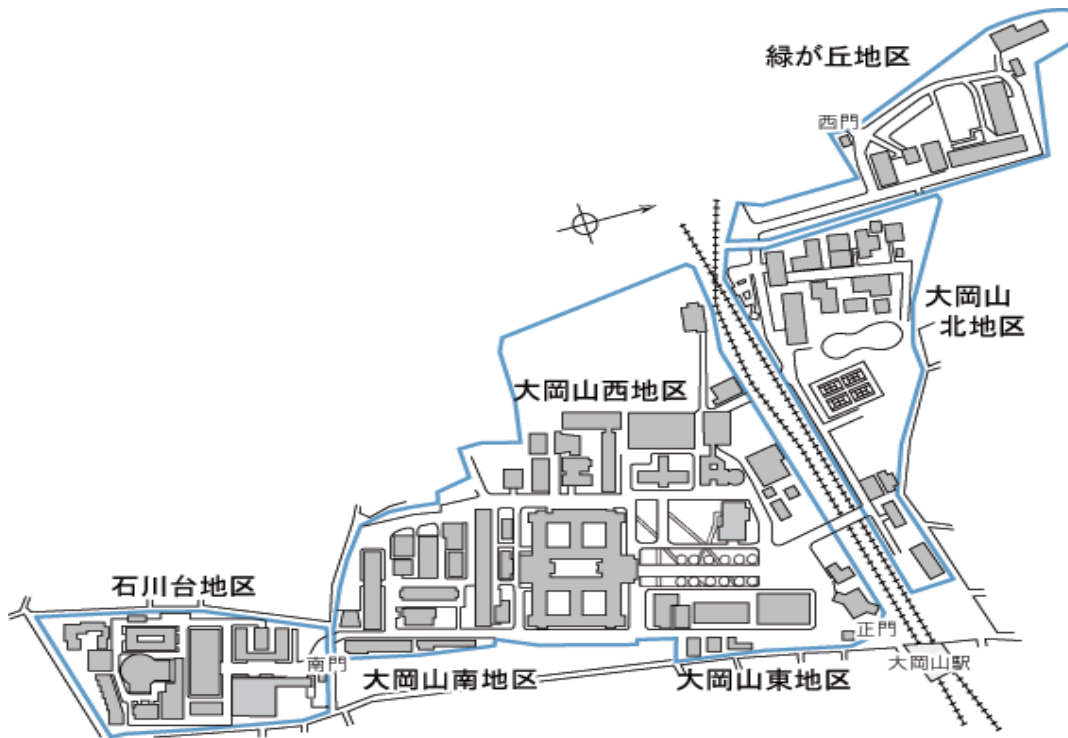 緑が丘地区
西門
大岡山
北地区
大岡山西地区
石川台地区
南門
大岡山南地区
大岡山東地区
正門
大岡山駅